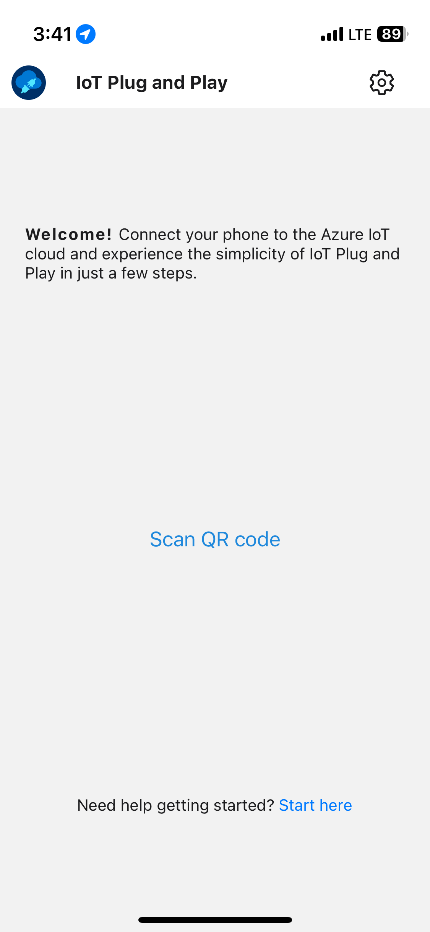 3:41 LTE 89
IoT Plug and Play
Welcome! Connect your phone to the Azure IoT
cloud and experience the simplicity of IoT Plug and
Play in just a few steps.
Scan QR code
Need help getting started? Start here